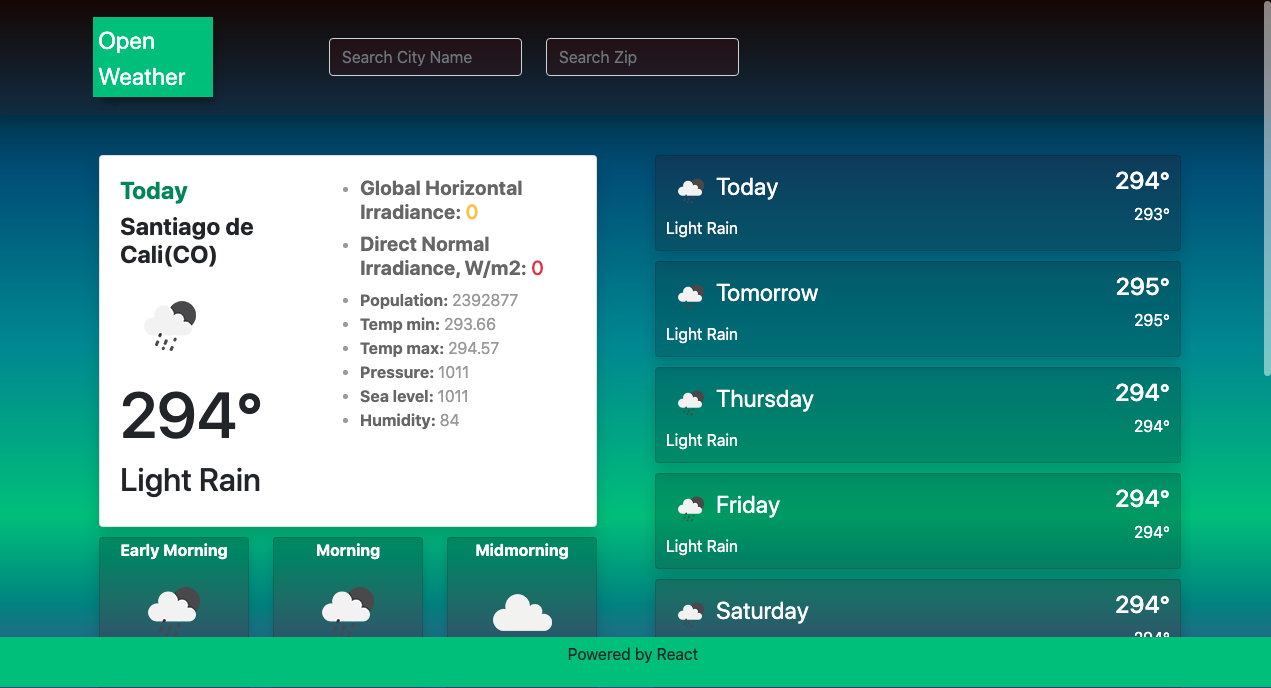 Open
Weather
Search City Name
Search Zip
Today
Santiago de
Cali(CO)
294°
Light Rain
Global Horizontal
Irradiance: 0
Direct Normal
Irradiance, W/m2: 0
Population: 2392877
Temp min: 293.66
Temp max: 294.57
Pressure: 1011
Sea level: 1011
Humidity: 84
Early Morning
Morning
Midmorning
Today
294°
293°
Light Rain
Tomorrow
295°
295°
Light Rain
Thursday
294°
294°
Light Rain
Friday
294°
294°
Light Rain
Saturday
294°
Powered by React